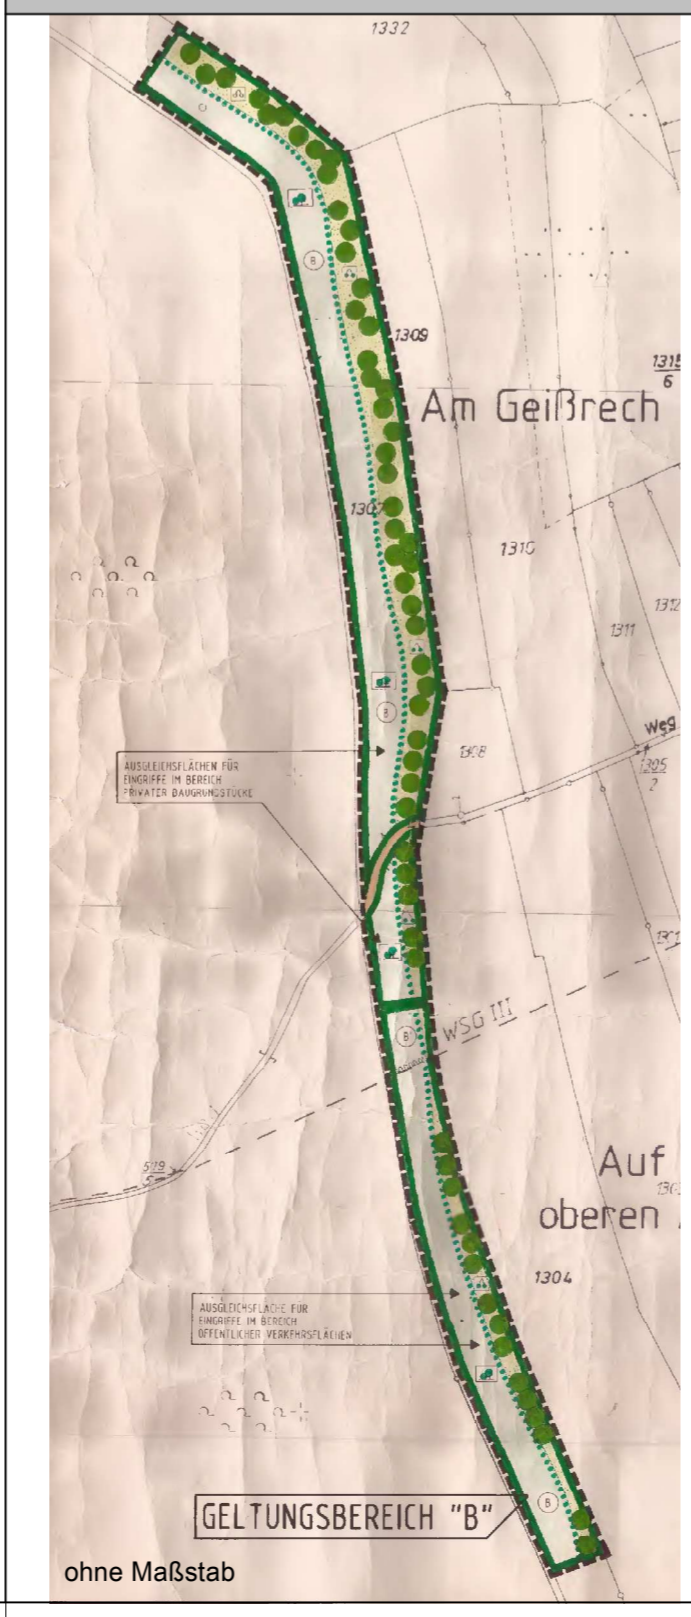 1332
B
1309
1315
6
Am Geißrech
1307
1310
1312
1311
Weg
1305
2
1308
B
AUSGLEICHSFLÄCHEN FÜR
EINGRIFFE IM BEREICH
PRIVATER BAUGRUNDSTÜCKE
WSG III
B
Auf
oberen
1304
AUSGLEICHSFLÄCHE FÜR
EINGRIFFE IM BEREICH
ÖFFENTLICHER VERKEHRSFLÄCHEN
B
GELTUNGSBEREICH "B"
ohne Maßstab